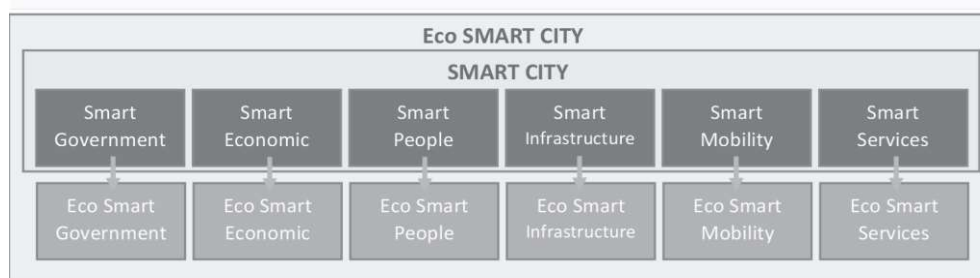 Eco SMART CITY
SMART CITY
Smart
Government
Smart
Economic
Smart
People
Smart
Infrastructure
Smart
Mobility
Smart
Services
Eco Smart
Government
Eco Smart
Economic
Eco Smart
People
Eco Smart
Infrastructure
Eco Smart
Mobility
Eco Smart
Services